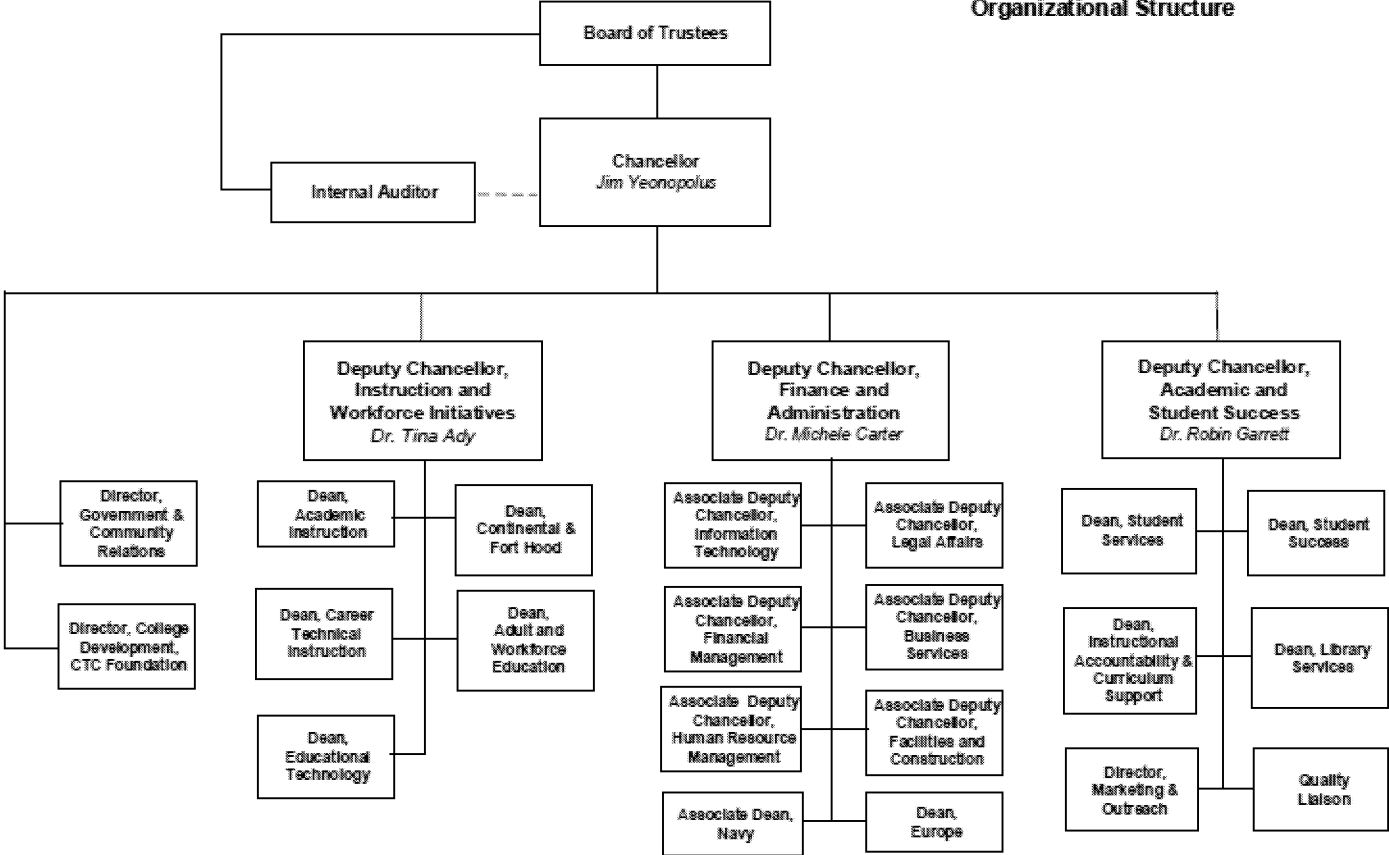 Organizational Structure
Board of Trustees
Chancellor
Jim Yeonopolus
Internal Auditor
Deputy Chancellor,
Instruction and
Workforce Initiatives
Dr. Tina Ady
Deputy Chancellor,
Finance and
Administration
Dr. Michele Carter
Deputy Chancellor,
Academic and
Student Success
Dr. Robin Garrett
Director,
Government &
Community
Relations
Director, College
Development,
CTC Foundation
Dean,
Academic
Instruction
Dean,
Continental &
Fort Hood
Dean, Career
Technical
Instruction
Dean,
Adult and
Workforce
Education
Dean,
Educational
Technology
Associate Deputy
Chancellor,
Information
Technology
Associate Deputy
Chancellor,
Legal Affairs
Associate Deputy
Chancellor,
Financial
Management
Associate Deputy
Chancellor,
Business
Services
Associate Deputy
Chancellor,
Human Resource
Management
Associate Deputy
Chancellor,
Facilities and
Construction
Associate Dean,
Navy
Dean,
Europe
Dean, Student
Services
Dean, Student
Success
Dean,
Instructional
Accountability &
Curriculum
Support
Dean, Library
Services
Director,
Marketing &
Outreach
Quality
Liaison